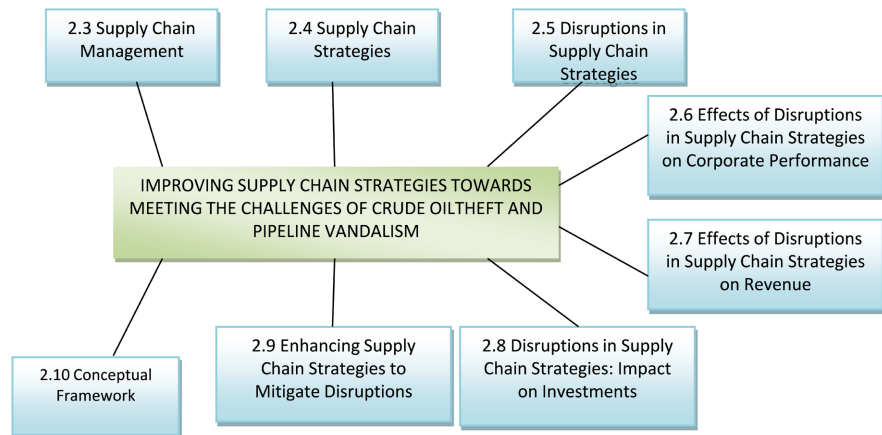 2.3 Supply Chain
Management
2.4 Supply Chain
Strategies
2.5 Disruptions in
Supply Chain
Strategies
2.6 Effects of Disruptions
in Supply Chain Strategies
on Corporate Performance
IMPROVING SUPPLY CHAIN STRATEGIES TOWARDS
MEETING THE CHALLENGES OF CRUDE OILTHEFT AND
PIPELINE VANDALISM
2.7 Effects of Disruptions
in Supply Chain Strategies
on Revenue
2.10 Conceptual
Framework
2.9 Enhancing Supply
Chain Strategies to
Mitigate Disruptions
2.8 Disruptions in Supply
Chain Strategies: Impact
on Investments